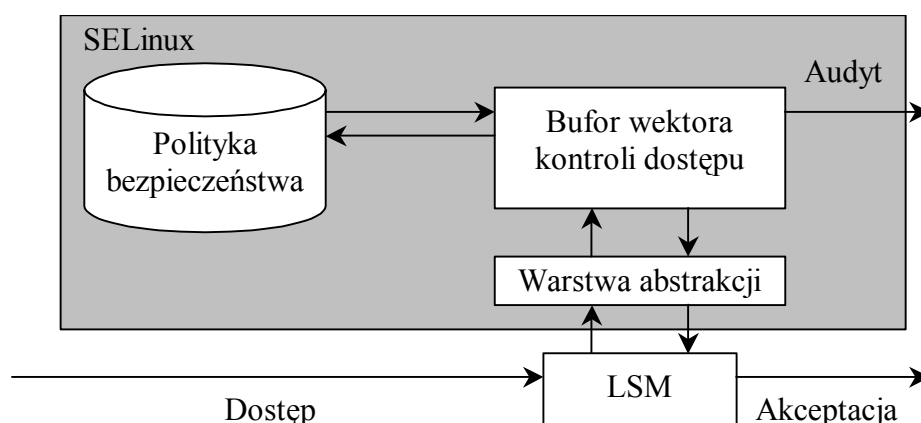 SELinux
Polityka
bezpieczeństwa
Bufor wektora
kontroli dostępu
Audyt
Warstwa abstrakcji
LSM
Dostęp
Akceptacja